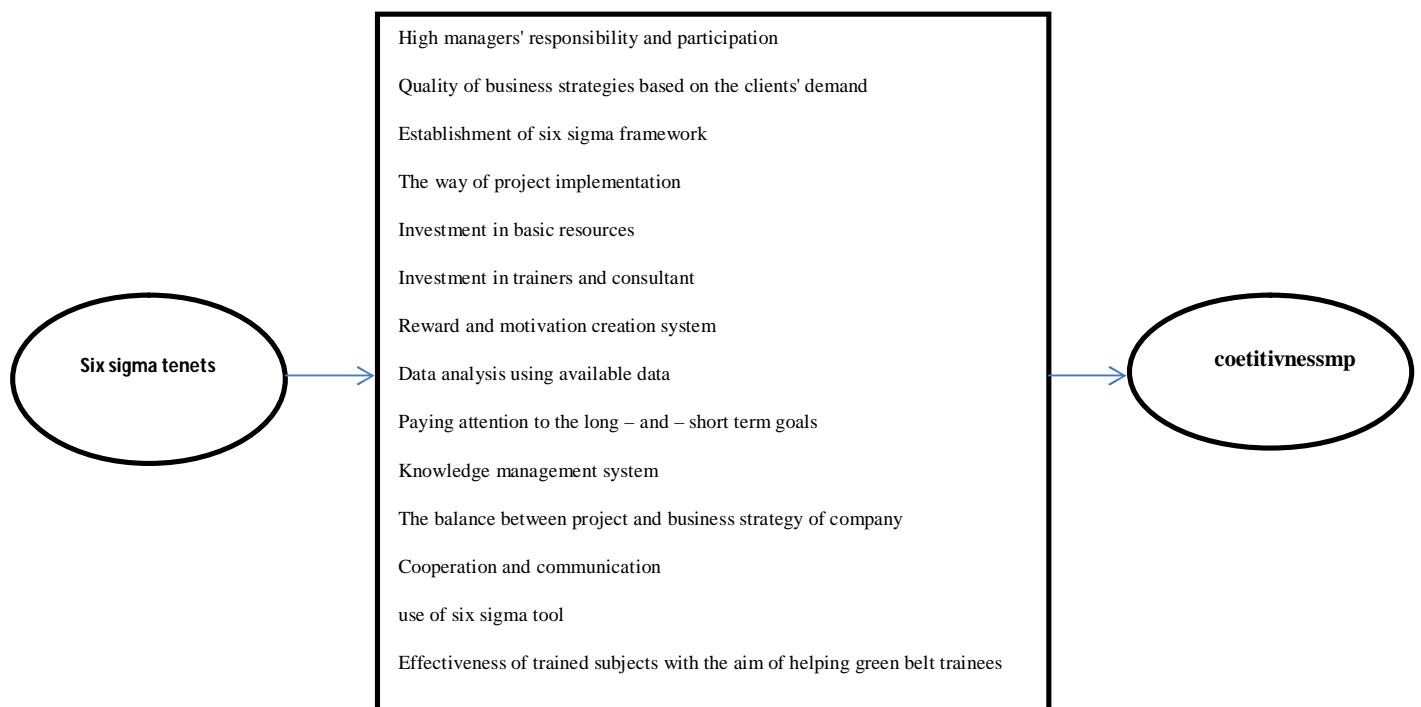 High managers' responsibility and participation
Quality of business strategies based on the clients' demand
Establishment of six sigma framework
The way of project implementation
Investment in basic resources
Investment in trainers and consultant
Reward and motivation creation system
Data analysis using available data
Paying attention to the long – and – short term goals
Knowledge management system
The balance between project and business strategy of company
Cooperation and communication
use of six sigma tool
Effectiveness of trained subjects with the aim of helping green belt trainees
Six sigma tenets
coetitivnessmp